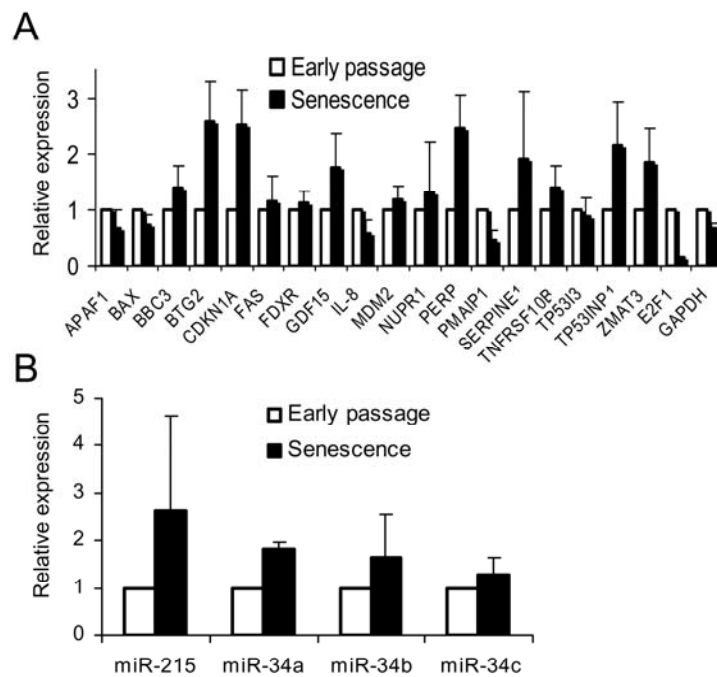 A
Early passage
Senescence
Relative expression
3
2
1
0
APAF1
BAX
BBC3
BTG2
CDKN1A
FAS
FDXR
GDF15
IL-8
MDM2
NUPR1
PERP
PMAIP1
SERPINE1
TNFRSF10B
TP53I3
TP53INP1
ZMAT3
E2F1
GAPDH
B
Early passage
Senescence
Relative expression
5
4
3
2
1
0
miR-215
miR-34a
miR-34b
miR-34c